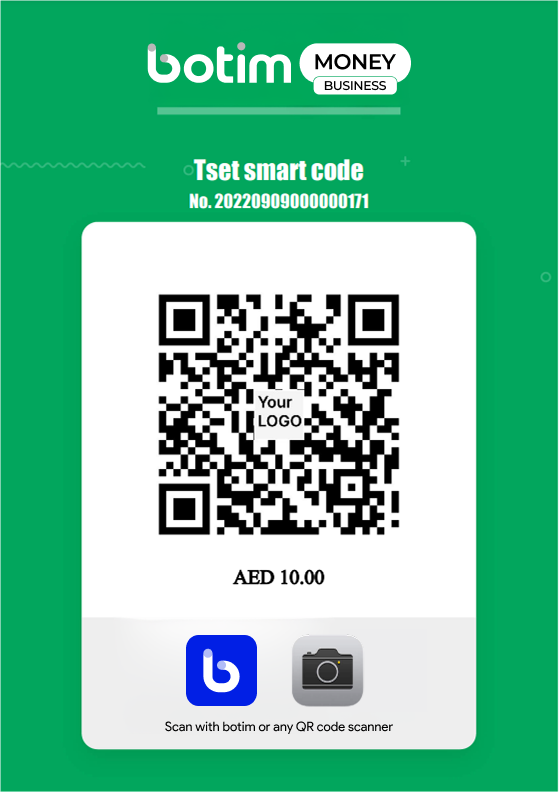 botim MONEY
BUSINESS
Tset smart code
No. 20220909000000171
Your
LOGO
AED 10.00
b
Scan with botim or any QR code scanner